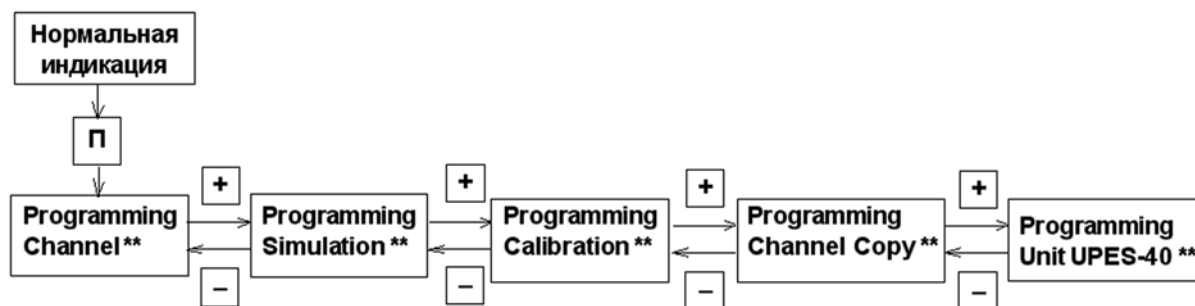 Нормальная
индикация
П
+
+
+
+
Programming
Channel **
Programming
Simulation **
Programming
Calibration **
Programming
Channel Copy **
Programming
Unit UPES-40 **
–
–
–
–